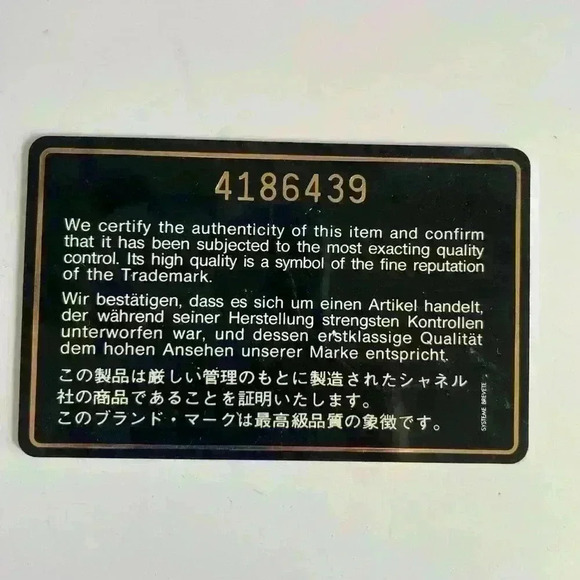 4186439
We certify the authenticity of this item and confirm
that it has been subjected to the most exacting quality
control. Its high quality is a symbol of the fine reputation
of the Trademark.
Wir bestätigen, dass es sich um einen Artikel handelt,
der während seiner Herstellung strengsten Kontrollen
unterworfen war, und dessen erstklassige Qualität
dem hohen Ansehen unserer Marke entspricht.
この製品は厳しい管理のもとに製造されたシャネル
社の商品であることを証明いたします。
このブランド・マークは最高級品質の象徴です。
SYSTEME BREVETE